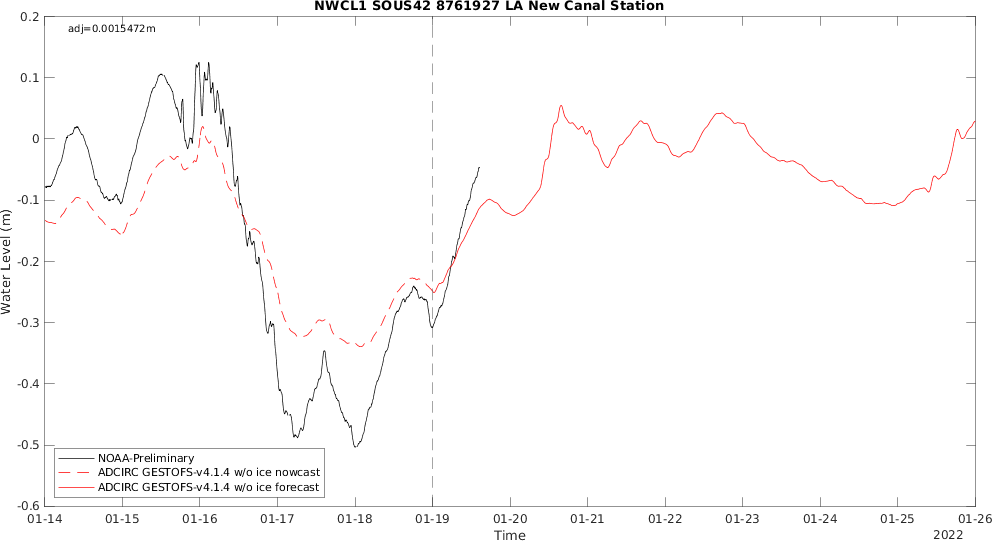 NWCL1 SOUS42 8761927 LA New Canal Station
adj=0.0015472m
0.2
0.1
0
-0.1
-0.2
-0.3
-0.4
-0.5
-0.6
Water Level (m)
NOAA-Preliminary
ADCIRC GESTOFS-v4.1.4 w/o ice nowcast
ADCIRC GESTOFS-v4.1.4 w/o ice forecast
01-14 01-15 01-16 01-17 01-18 01-19 01-20 01-21 01-22 01-23 01-24 01-25 01-26
Time
2022